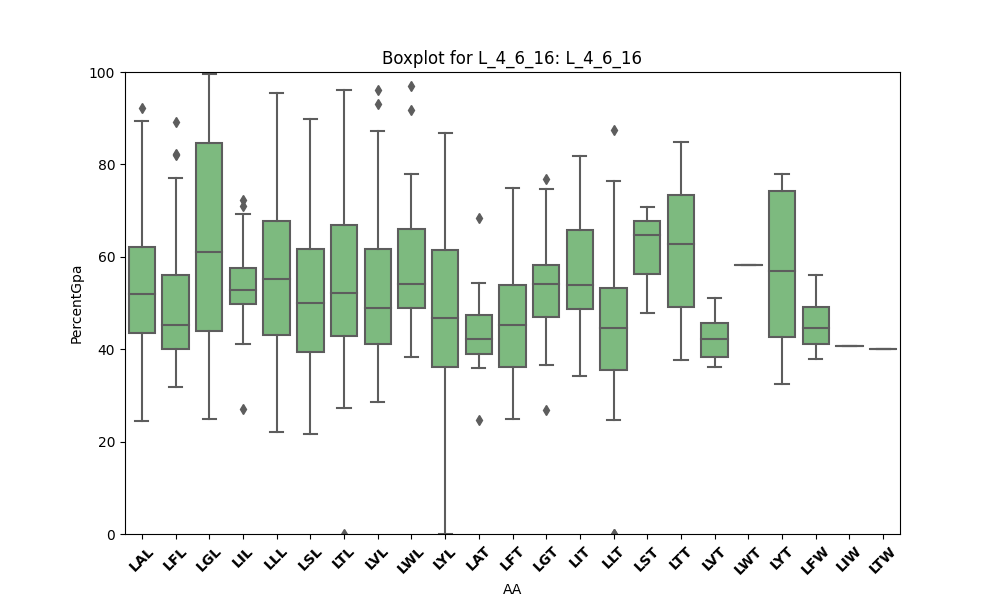 Boxplot for L_4_6_16: L_4_6_16
PercentGpa
100
80
60
40
20
0
LAL LFL LGL LIL LLL LSL LTL LVL LWL LYL LAT LFT LGT LIT LLT LST LTT LVT LWT LYT LFW LIW LTW
AA